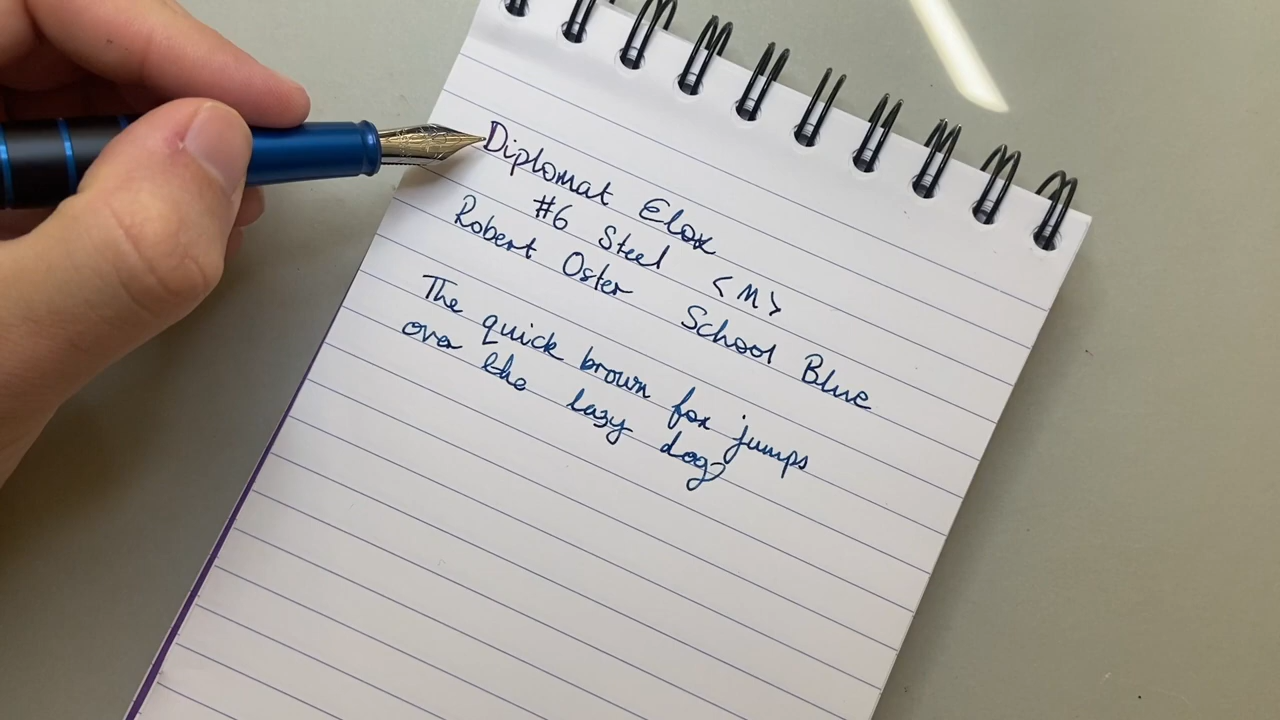 Diplomat Elox
#6 Steel <M>
Robert Oster School Blue
The quick brown fox jumps
over the lazy dog